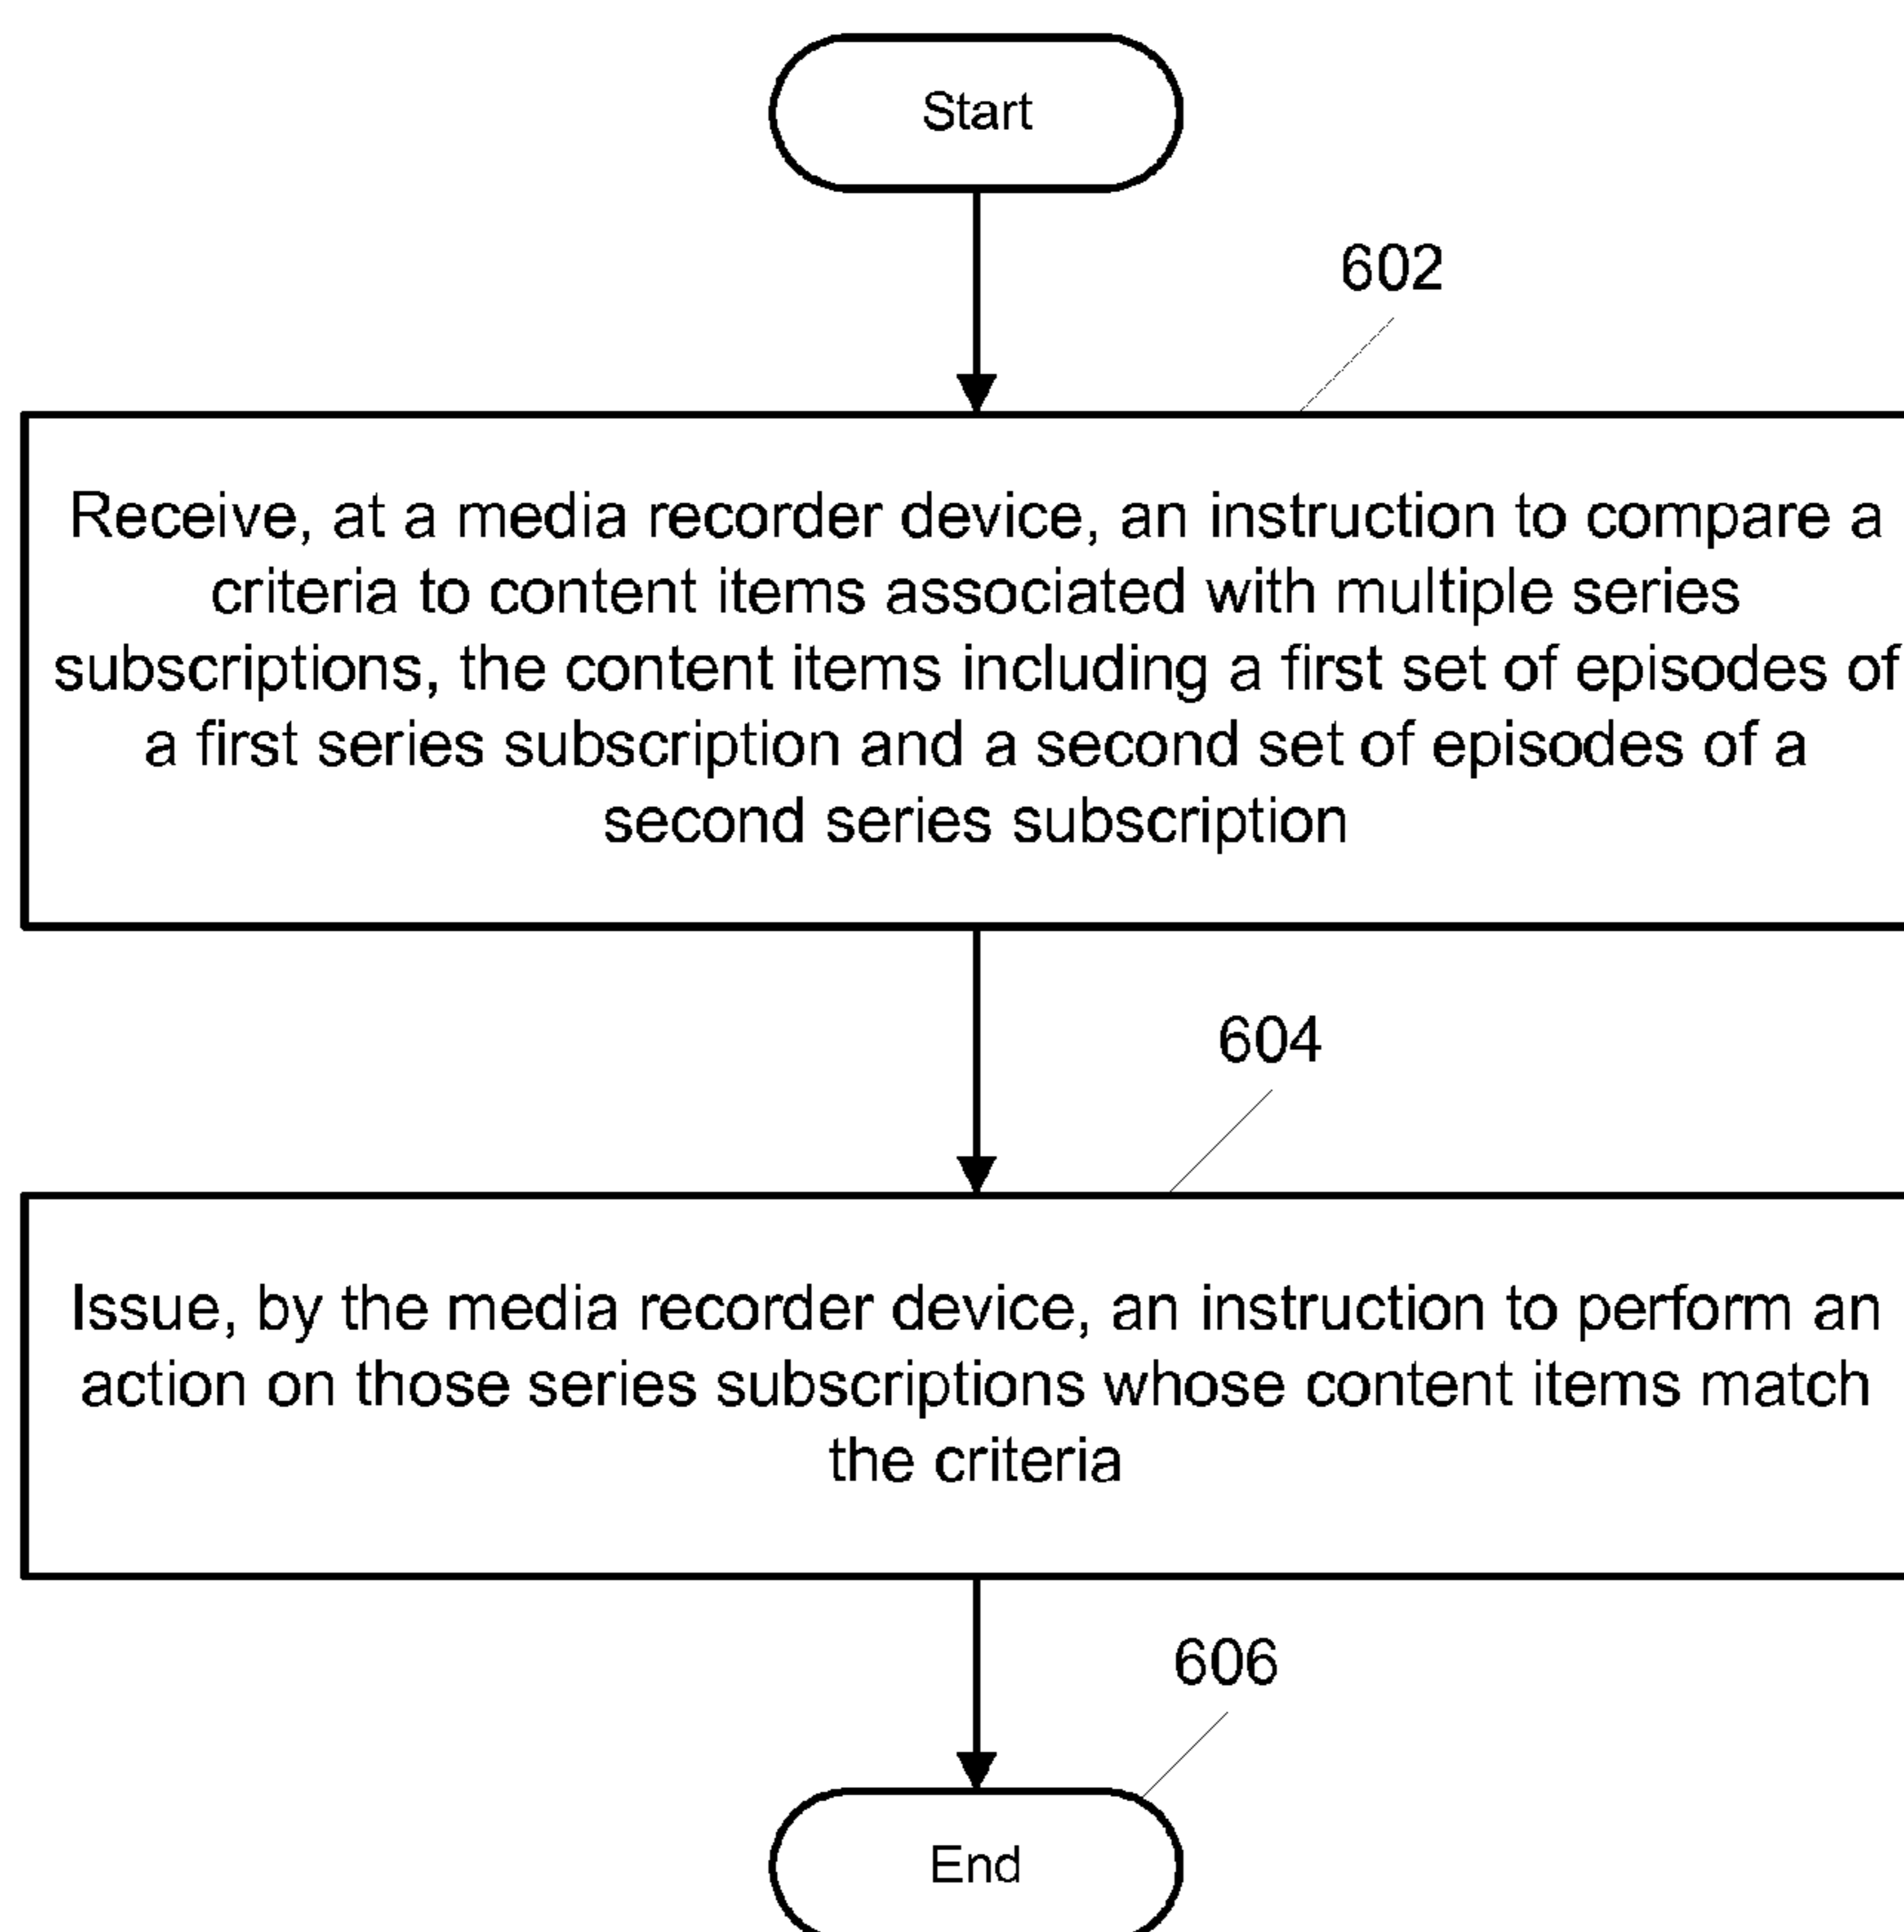 Start
602
Receive, at a media recorder device, an instruction to compare a
criteria to content items associated with multiple series
subscriptions, the content items including a first set of episodes of
a first series subscription and a second set of episodes of a
second series subscription
604
Issue, by the media recorder device, an instruction to perform an
action on those series subscriptions whose content items match
the criteria
606
End